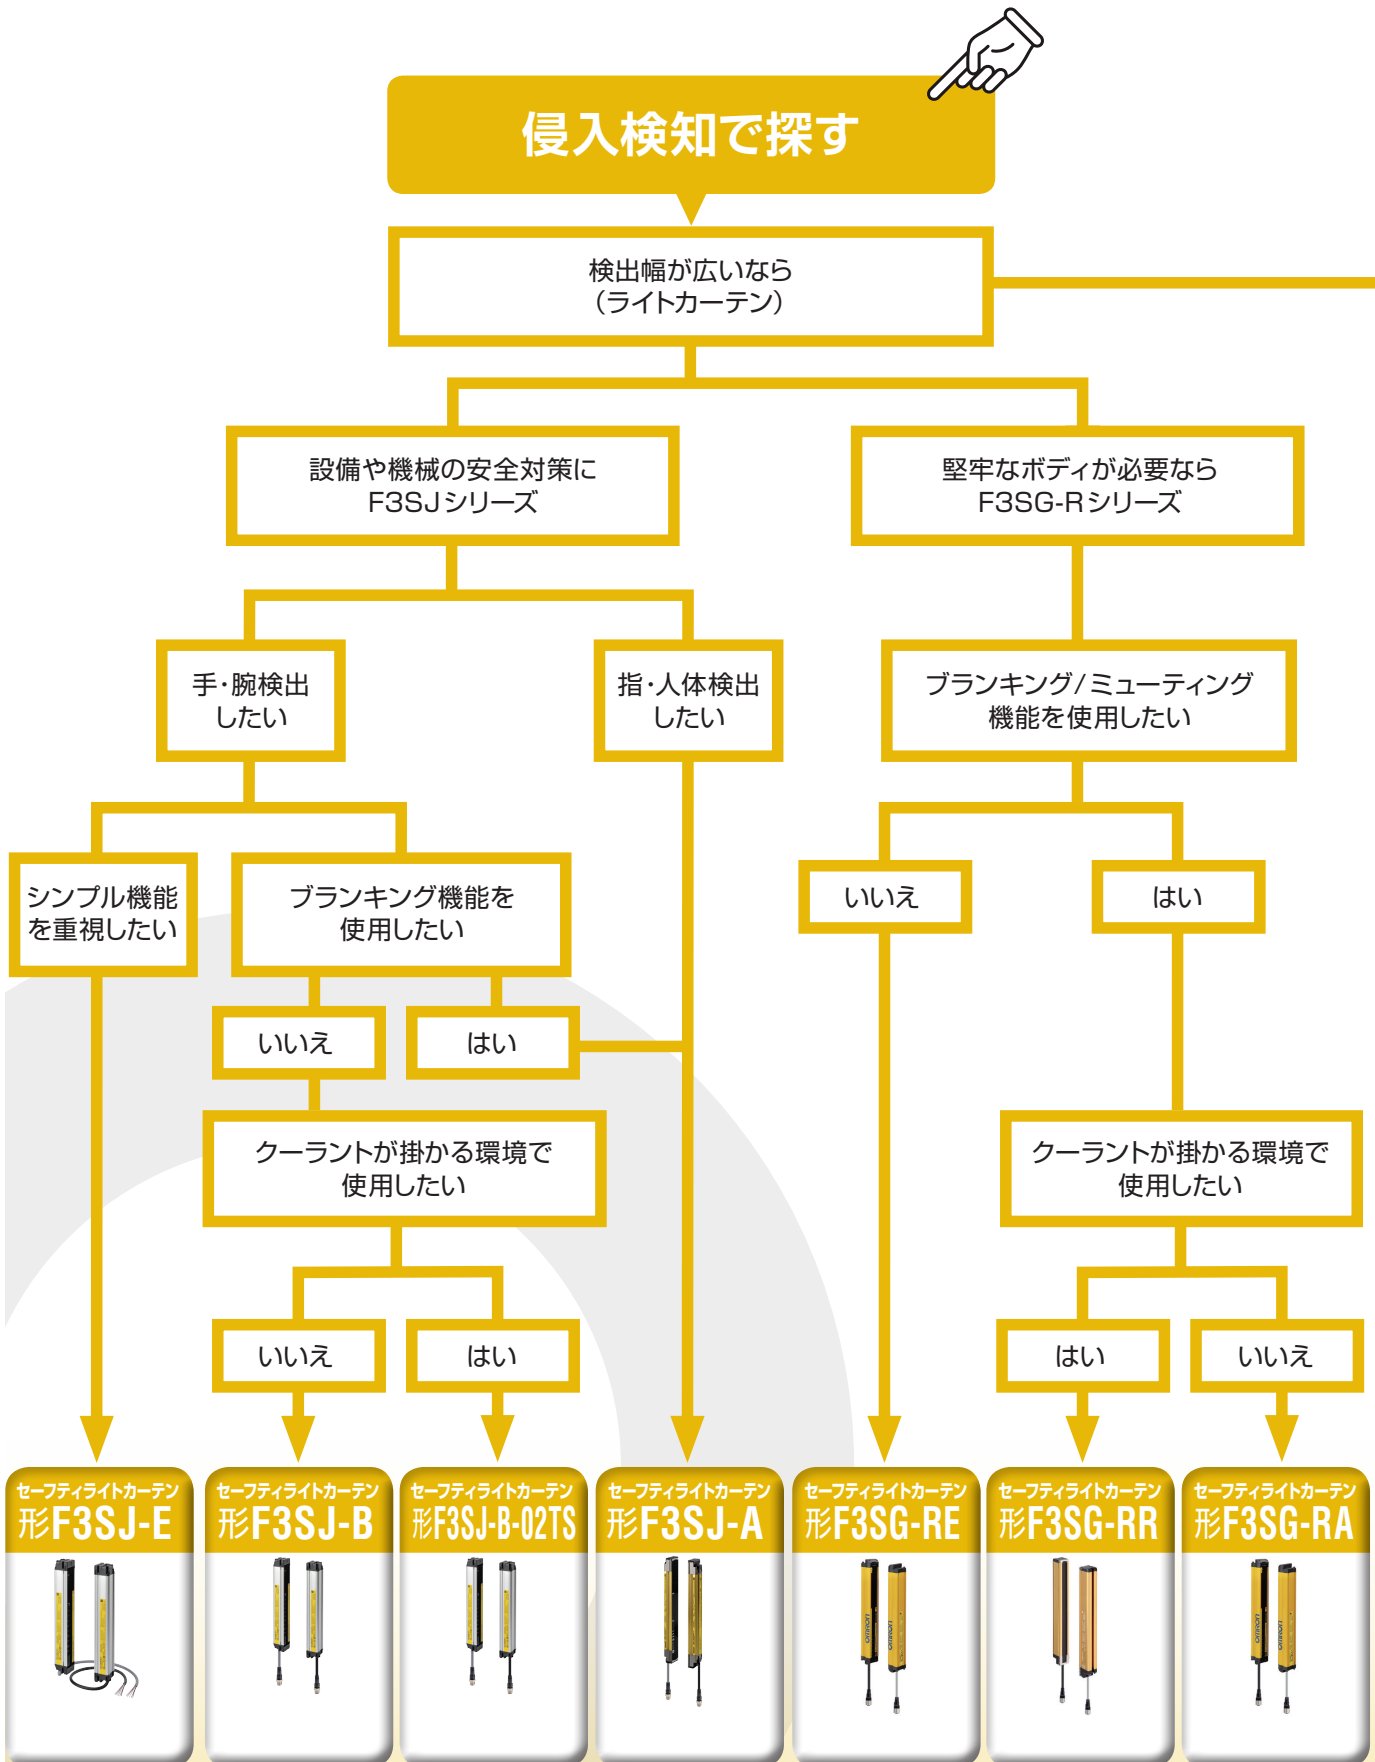 侵入検知で探す
検出幅が広いなら
（ライトカーテン）
設備や機械の安全対策に
F3SJシリーズ
堅牢なボディが必要なら
F3SG-Rシリーズ
手・腕検出
したい
指・人体検出
したい
ブランキング/ミューティング
機能を使用したい
シンプル機能
を重視したい
ブランキング機能を
使用したい
いいえ
はい
いいえ
はい
クーラントが掛かる環境で
使用したい
クーラントが掛かる環境で
使用したい
いいえ
はい
はい
いいえ
セーフティライトカーテン
形F3SJ-E
セーフティライトカーテン
形F3SJ-B
セーフティライトカーテン
形F3SJ-B-02TS
セーフティライトカーテン
形F3SJ-A
セーフティライトカーテン
形F3SG-RE
セーフティライトカーテン
形F3SG-RR
セーフティライトカーテン
形F3SG-RA
OMRON
OMRON
OMRON
OMRON